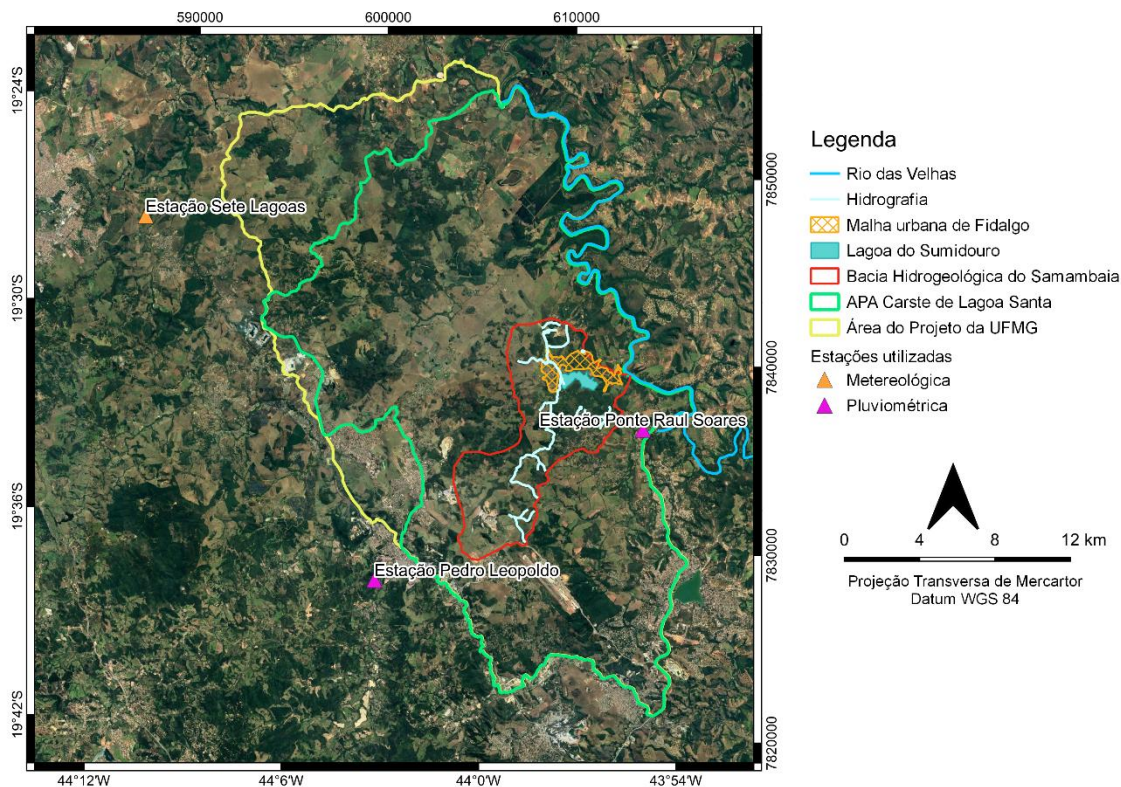 590000
600000
610000
19°24'S
19°30'S
19°36'S
19°42'S
7850000
7840000
7830000
7820000
44°12'W
44°6'W
44°0'W
43°54'W
Estação Sete Lagoas
Estação Ponte Raul Soares
Estação Pedro Leopoldo
Legenda
Rio das Velhas
Hidrografia
Malha urbana de Fidalgo
Lagoa do Sumidouro
Bacia Hidrogeológica do Samambaia
APA Carste de Lagoa Santa
Área do Projeto da UFMG
Estações utilizadas
Metereológica
Pluviométrica
0 4 8 12 km
Projeção Transversa de Mercartor
Datum WGS 84